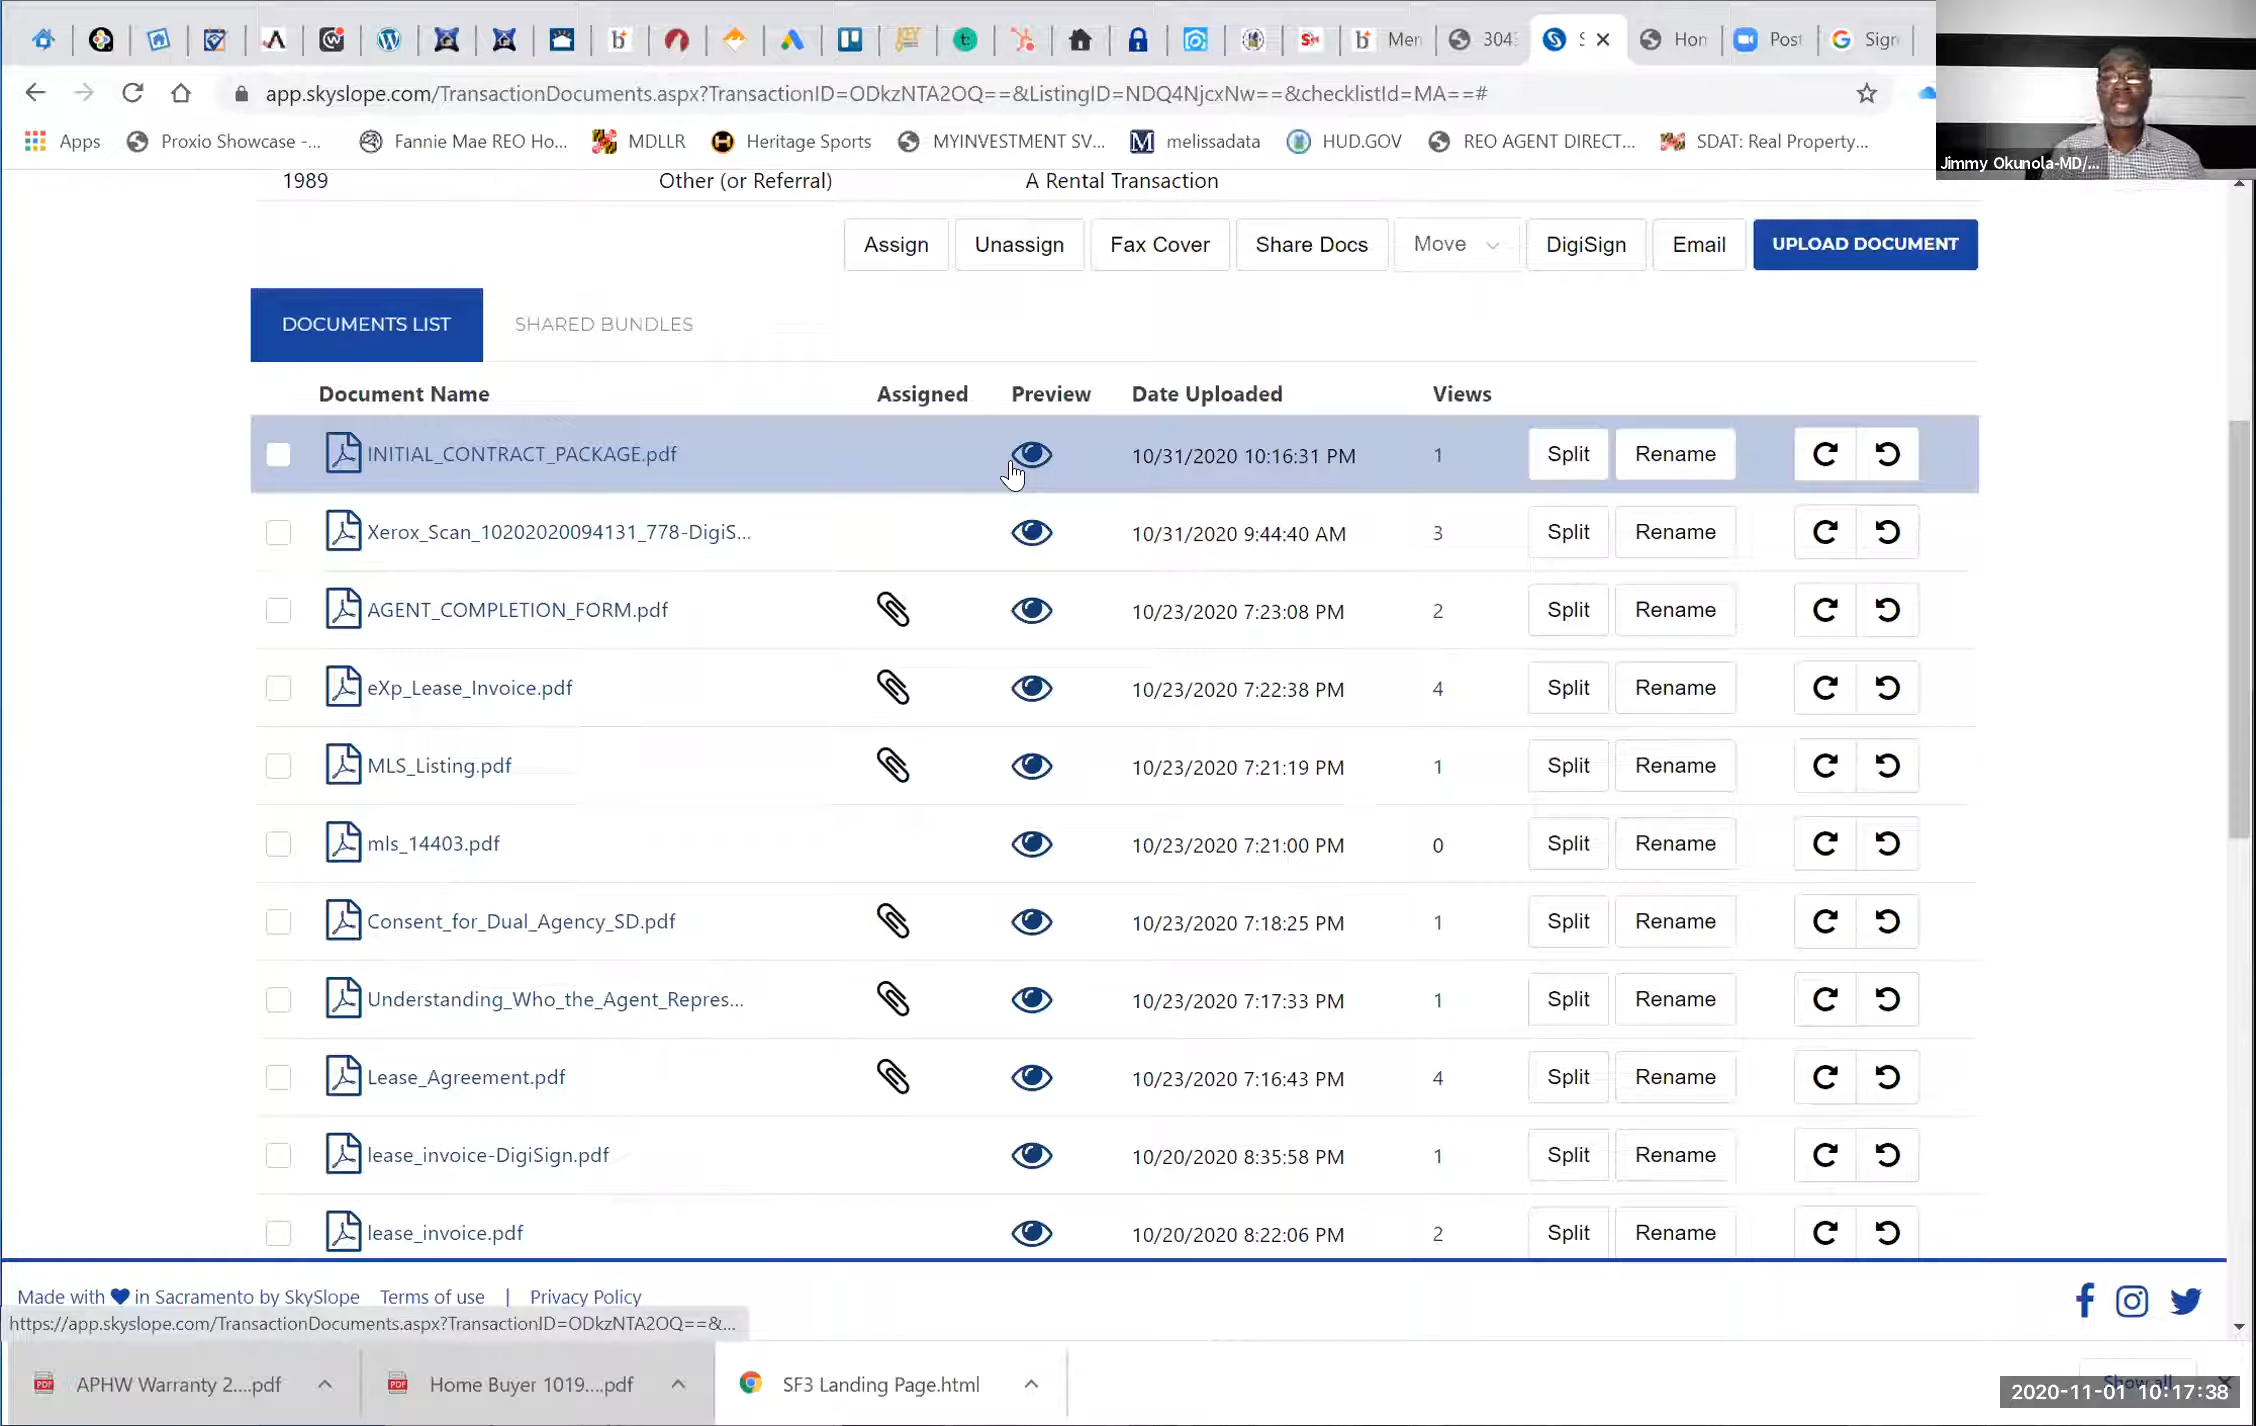 Mer
304
S
Hon
Post
Sign
app.skyslope.com/TransactionDocuments.aspx?TransactionID=ODkzNTA2OQ==&ListingID=NDQ4NjcxNw==&checklistId=MA==#
Apps
Proxio Showcase -...
Fannie Mae REO Ho...
MDLLR
Heritage Sports
MYINVESTMENT SV...
melissadata
HUD.GOV
REO AGENT DIRECT...
SDAT: Real Property...
Jimmy Okunola-MD/...
1989 Other (or Referral) A Rental Transaction
Assign Unassign Fax Cover Share Docs Move DigiSign Email UPLOAD DOCUMENT
DOCUMENTS LIST SHARED BUNDLES
Document Name Assigned Preview Date Uploaded Views
INITIAL_CONTRACT_PACKAGE.pdf 10/31/2020 10:16:31 PM 1 Split Rename
Xerox_Scan_10202020094131_778-DigiS... 10/31/2020 9:44:40 AM 3 Split Rename
AGENT_COMPLETION_FORM.pdf 10/23/2020 7:23:08 PM 2 Split Rename
eXp_Lease_Invoice.pdf 10/23/2020 7:22:38 PM 4 Split Rename
MLS_Listing.pdf 10/23/2020 7:21:19 PM 1 Split Rename
mls_14403.pdf 10/23/2020 7:21:00 PM 0 Split Rename
Consent_for_Dual_Agency_SD.pdf 10/23/2020 7:18:25 PM 1 Split Rename
Understanding_Who_the_Agent_Repres... 10/23/2020 7:17:33 PM 1 Split Rename
Lease_Agreement.pdf 10/23/2020 7:16:43 PM 4 Split Rename
lease_invoice-DigiSign.pdf 10/20/2020 8:35:58 PM 1 Split Rename
lease_invoice.pdf 10/20/2020 8:22:06 PM 2 Split Rename
Made with ♥ in Sacramento by SkySlope Terms of use | Privacy Policy
https://app.skyslope.com/TransactionDocuments.aspx?TransactionID=ODkzNTA2OQ==&...
APHW Warranty 2....pdf
Home Buyer 1019....pdf
SF3 Landing Page.html
Show all
2020-11-01 10:17:38